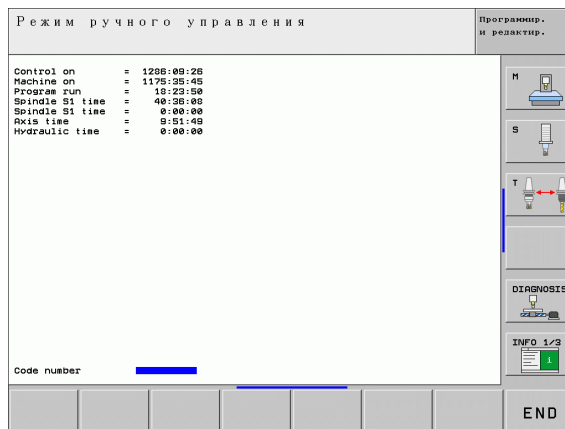 Режим ручного управления
Программир.
и редактир.
Control on = 1286:09:26
Machine on = 1175:35:45
Program run = 18:23:50
Spindle S1 time = 40:36:08
Spindle S1 time = 0:00:00
Axis time = 9:51:49
Hydraulic time = 0:00:00
M
S
T
DIAGNOSIS
INFO 1/3
i
Code number
END